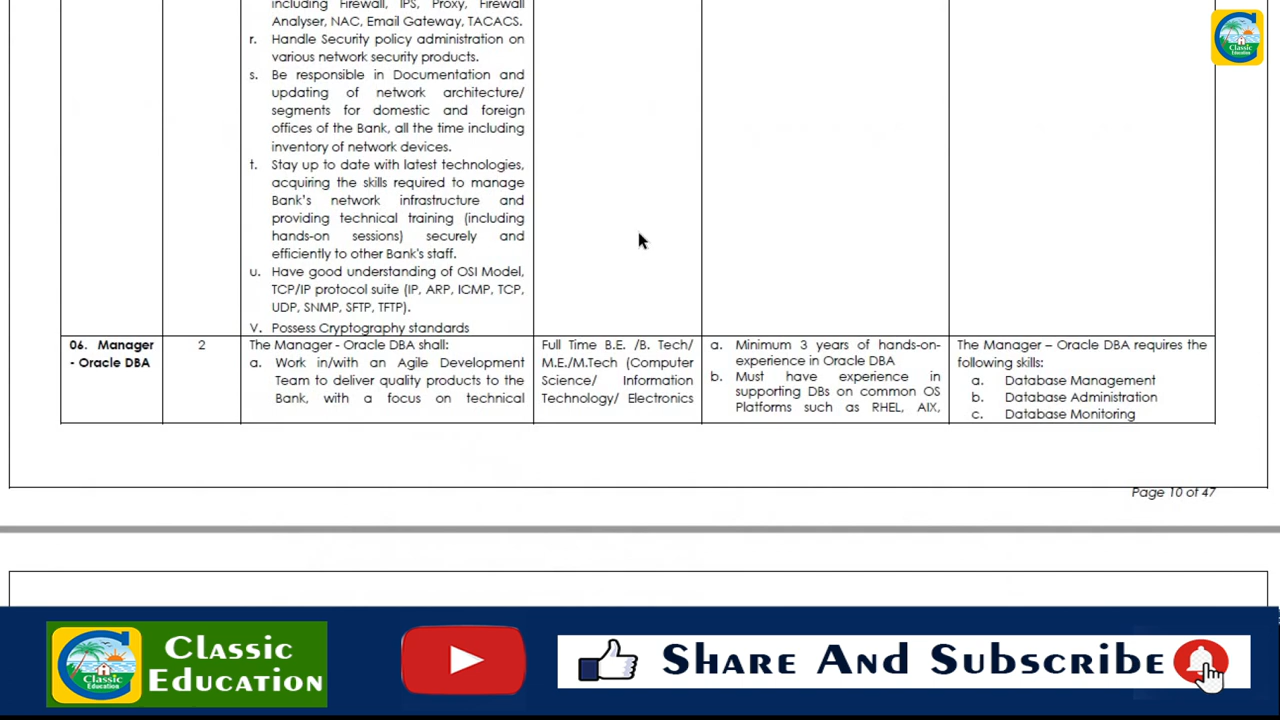 including Firewall, IPS, Proxy, Firewall
Analyser, NAC, Email Gateway, TACACS.
r. Handle Security policy administration on
various network security products.
s. Be responsible in Documentation and
updating of network architecture/
segments for domestic and foreign
offices of the Bank, all the time including
inventory of network devices.
t. Stay up to date with latest technologies,
acquiring the skills required to manage
Bank's network infrastructure and
providing technical training (including
hands-on sessions) securely and
efficiently to other Bank's staff.
u. Have good understanding of OSI Model,
TCP/IP protocol suite (IP, ARP, ICMP, TCP,
UDP, SNMP, SFTP, TFTP).
V. Possess Cryptography standards
06. Manager
- Oracle DBA
2
The Manager - Oracle DBA shall:
a. Work in/with an Agile Development
Team to deliver quality products to the
Bank, with a focus on technical
Full Time B.E. /B. Tech/
M.E./M.Tech (Computer
Science/ Information
Technology/ Electronics
a. Minimum 3 years of hands-on-
experience in Oracle DBA
b. Must have experience in
supporting DBs on common OS
Platforms such as RHEL, AIX,
The Manager – Oracle DBA requires the
following skills:
a. Database Management
b. Database Administration
c. Database Monitoring
Page 10 of 47
Classic
Education
Classic
Education
Classic
Education
Share And Subscribe